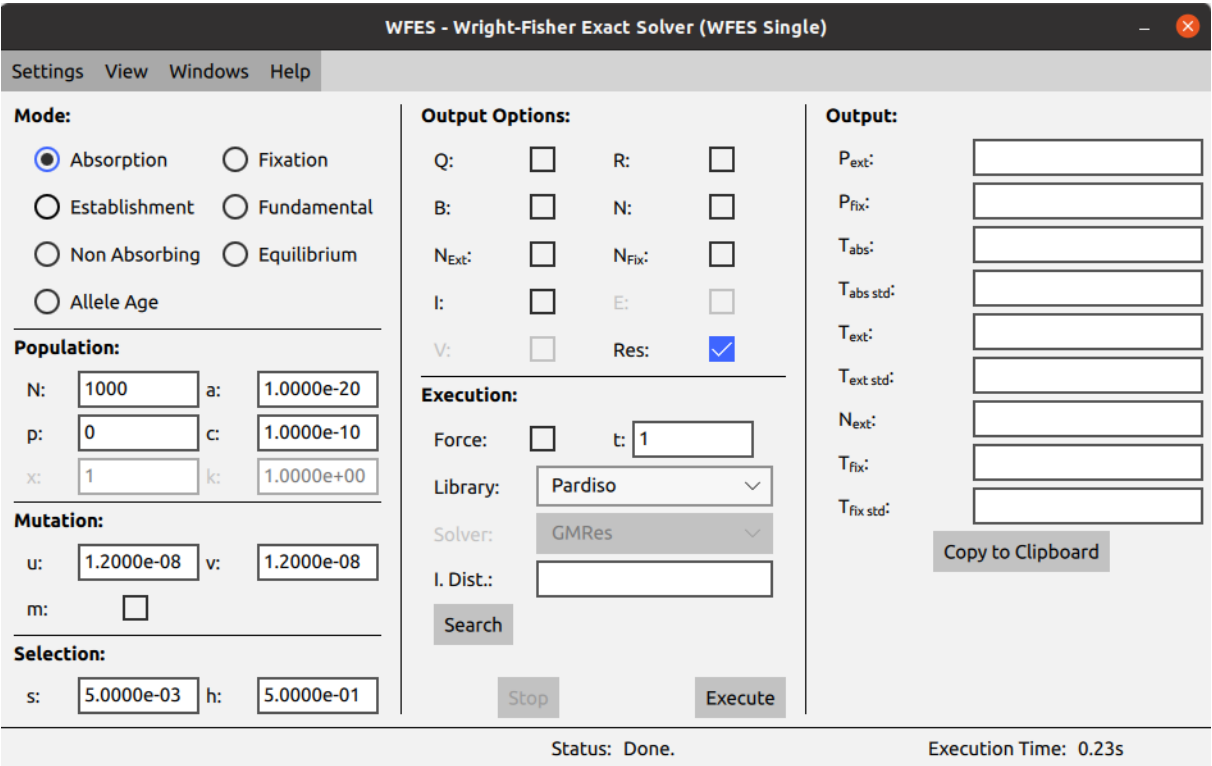 WFES - Wright-Fisher Exact Solver (WFES Single)
Settings View Windows Help
Mode:
Absorption Fixation
Establishment Fundamental
Non Absorbing Equilibrium
Allele Age
Population:
N: 1000 a: 1.0000e-20
p: 0 c: 1.0000e-10
x: 1 k: 1.0000e+00
Mutation:
u: 1.2000e-08 v: 1.2000e-08
m:
Selection:
s: 5.0000e-03 h: 5.0000e-01
Output Options:
Q: R:
B: N:
NExt: NFix:
I: E:
V: Res:
Execution:
Force: t: 1
Library: Pardiso
Solver: GMRes
I. Dist.:
Search
Stop Execute
Output:
Pext:
Pfix:
Tabs:
Tabs std:
Text:
Text std:
Next:
Tfix:
Tfix std:
Copy to Clipboard
Status: Done. Execution Time: 0.23s